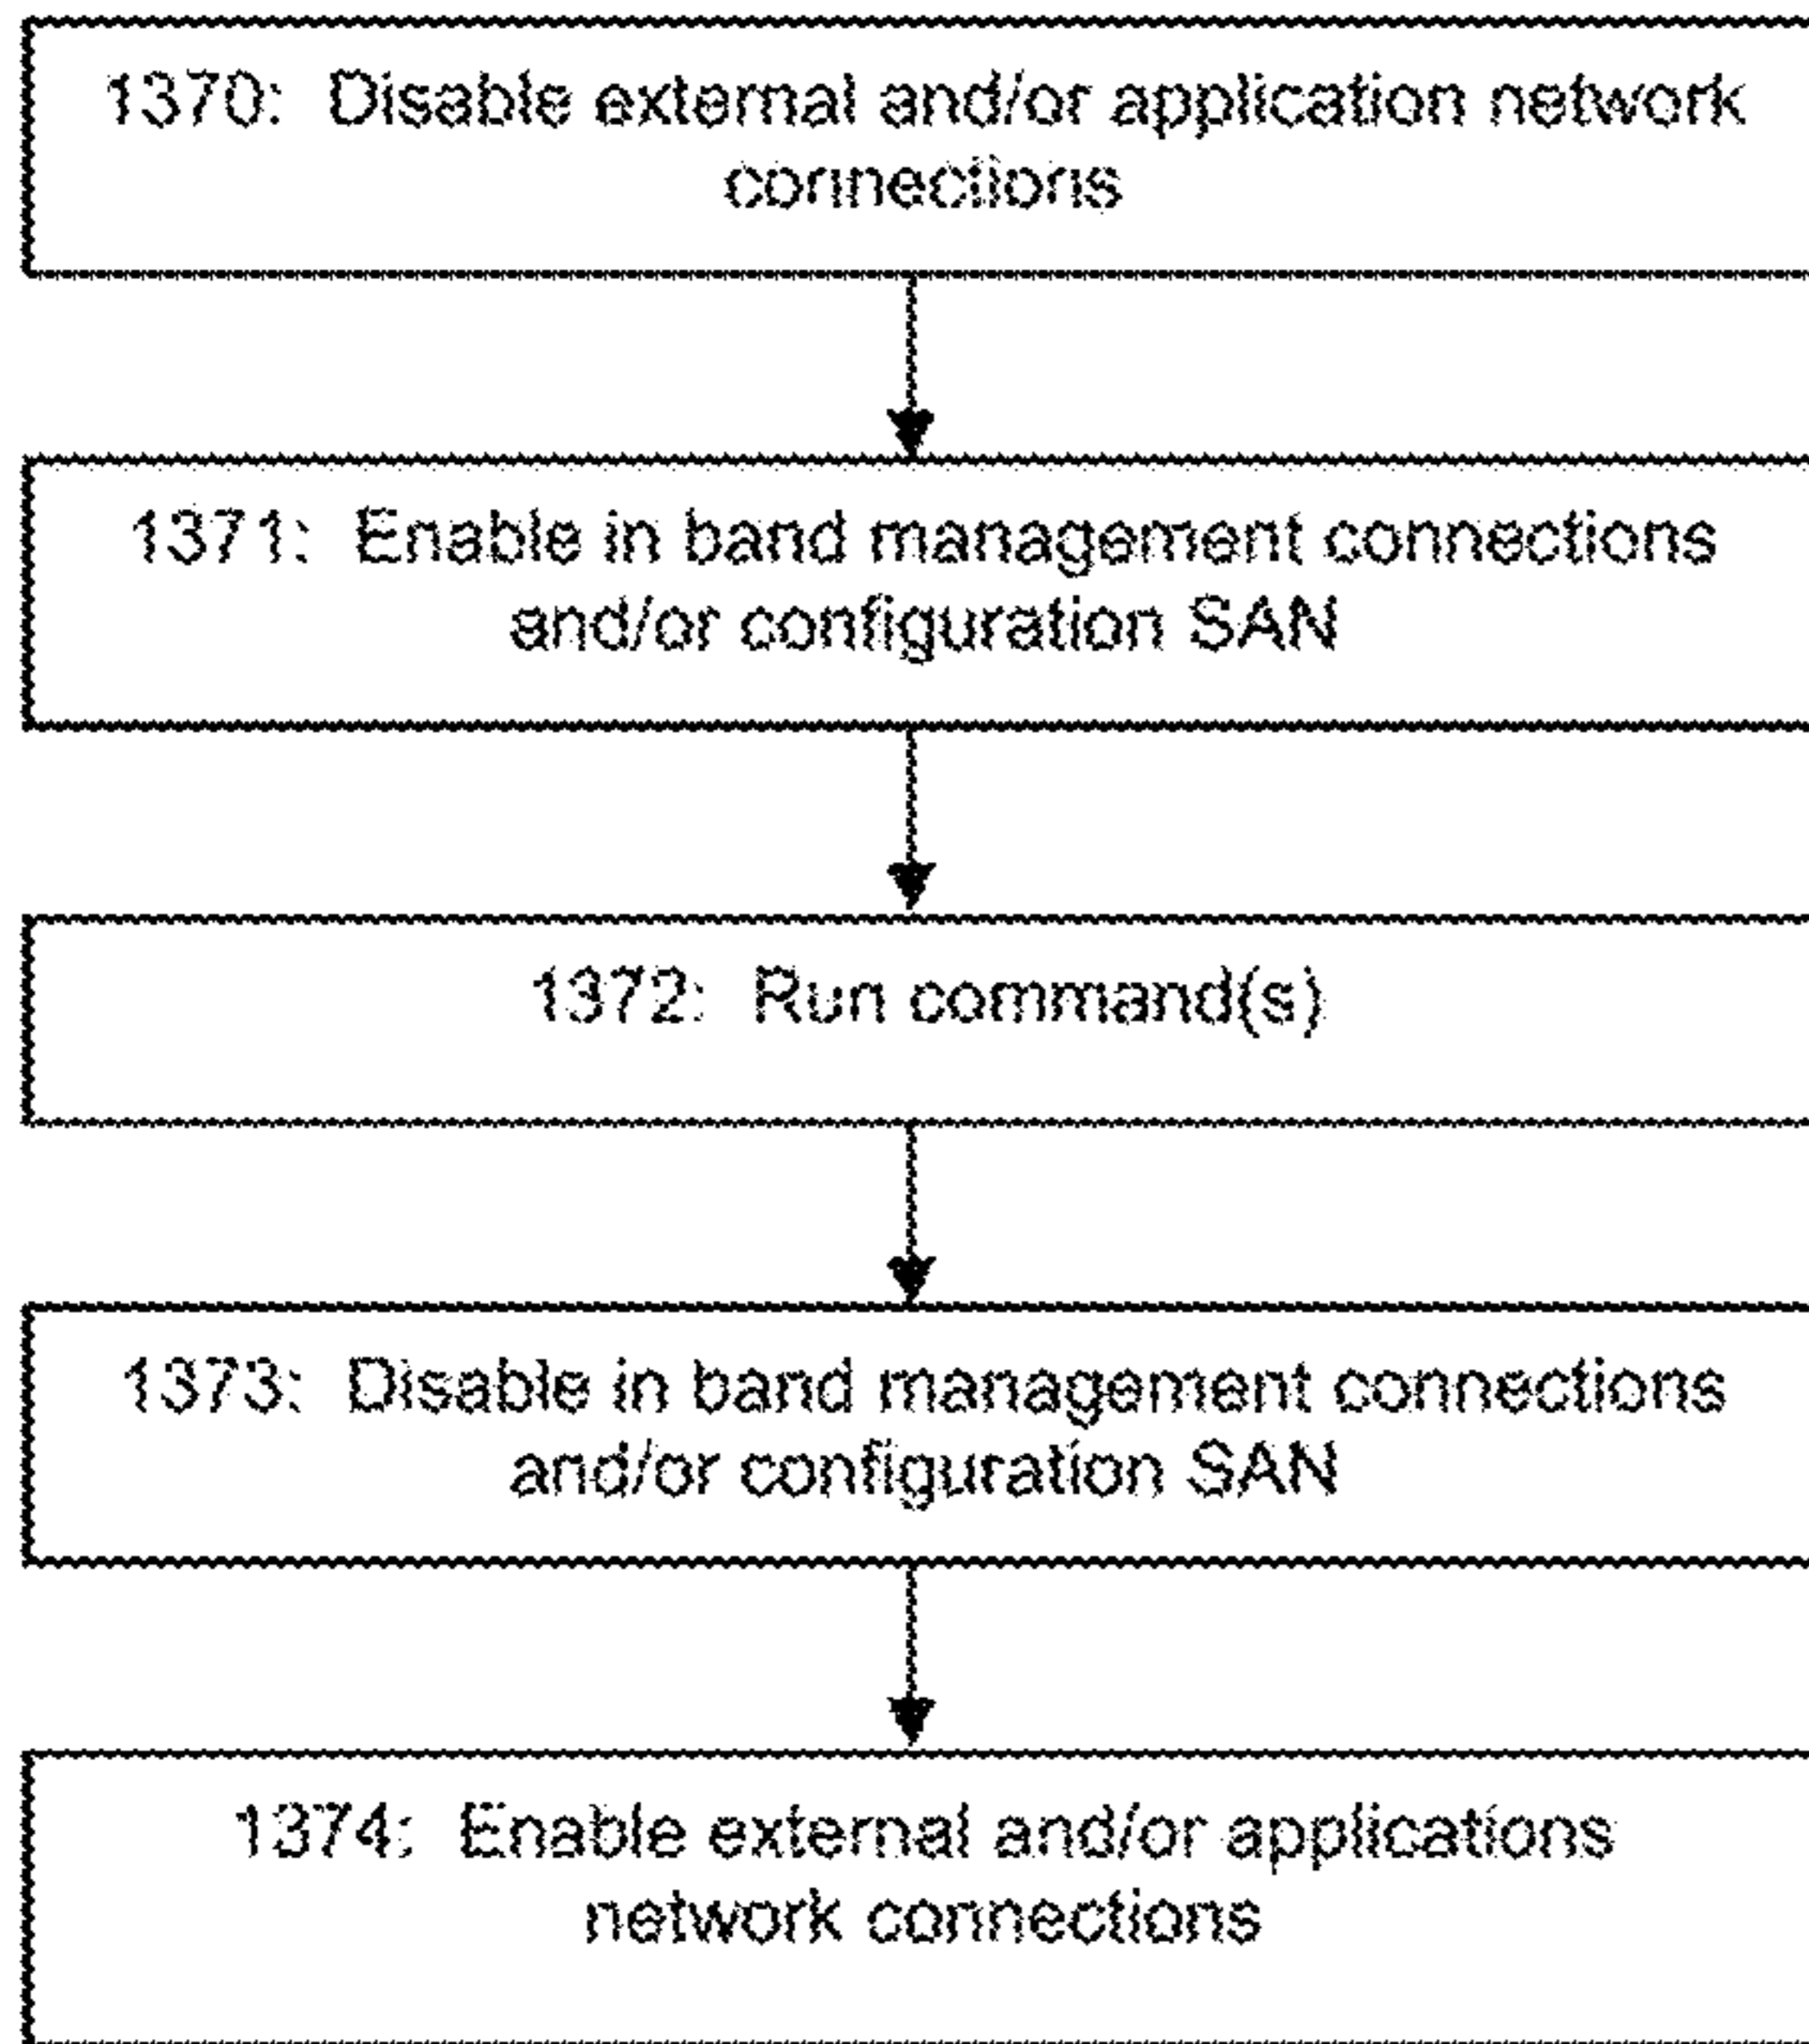 1370: Disable external and/or application network
connections
1371: Enable in band management connections
and/or configuration SAN
1372: Run command(s)
1373: Disable in band management connections
and/or configuration SAN
1374: Enable external and/or applications
network connections